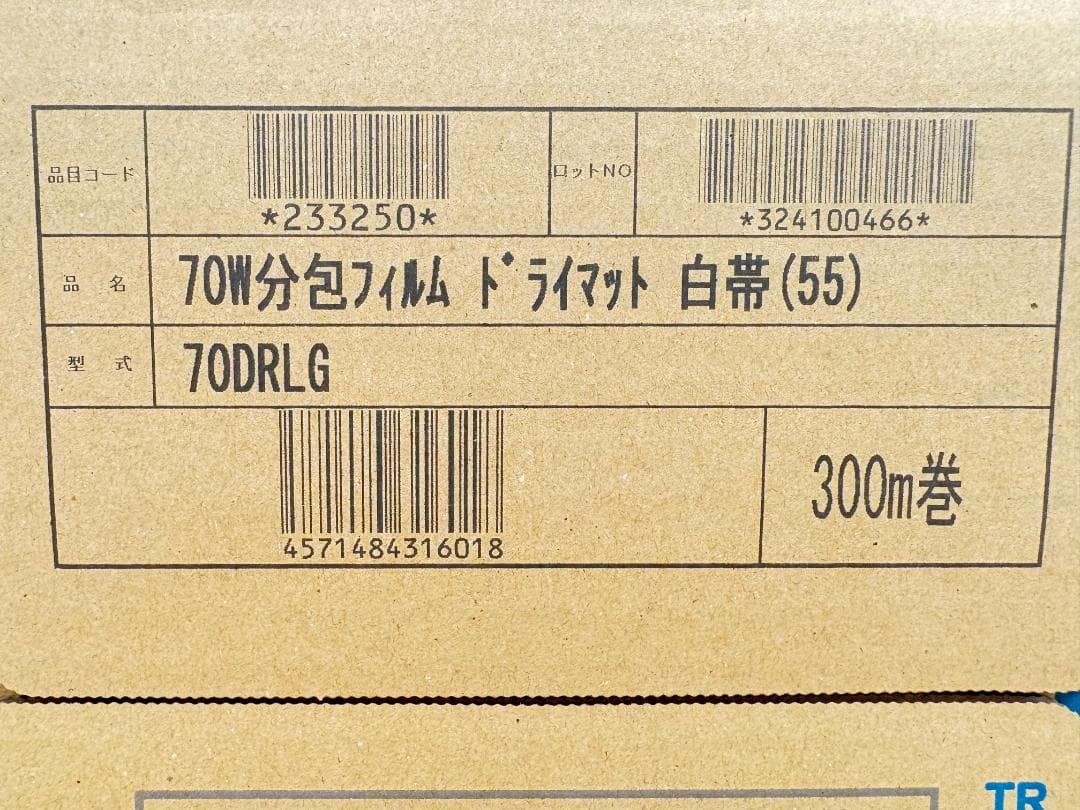 品目コード
*233250*
ロットNO
*324100466*
品 名
70W分包フィルム ドライマット 白帯(55)
型 式
70DRLG
4571484316018
300m巻
TR